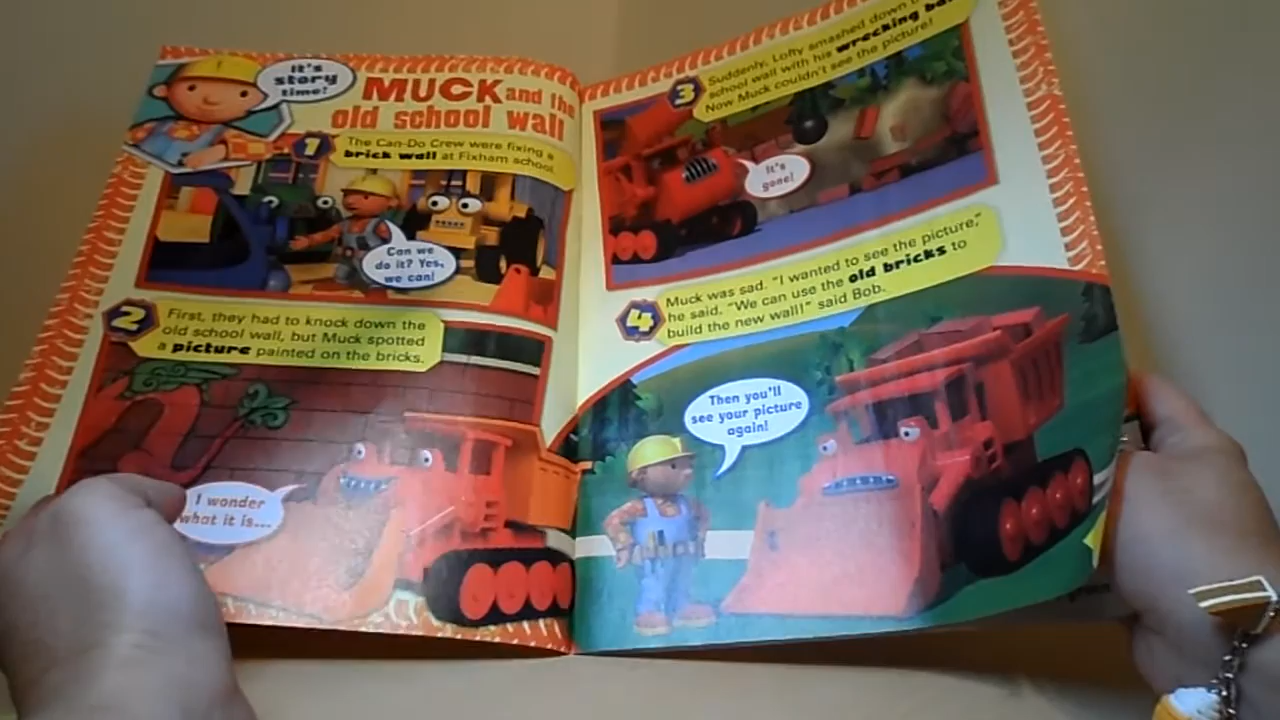 It's
story
time!
MUCK and the
old school wall
1
The Can-Do Crew were fixing a
brick wall at Fixham school.
Can we
do it? Yes,
we can!
2
First, they had to knock down the
old school wall, but Muck spotted
a picture painted on the bricks.
I wonder
what it is...
3
Suddenly, Lofty smashed down
school wall with his wrecking
Now Muck couldn't see the picture!
It's
gone!
4
Muck was sad. "I wanted to see the picture,"
he said. "We can use the old bricks to
build the new wall!" said Bob.
Then you'll
see your picture
again!